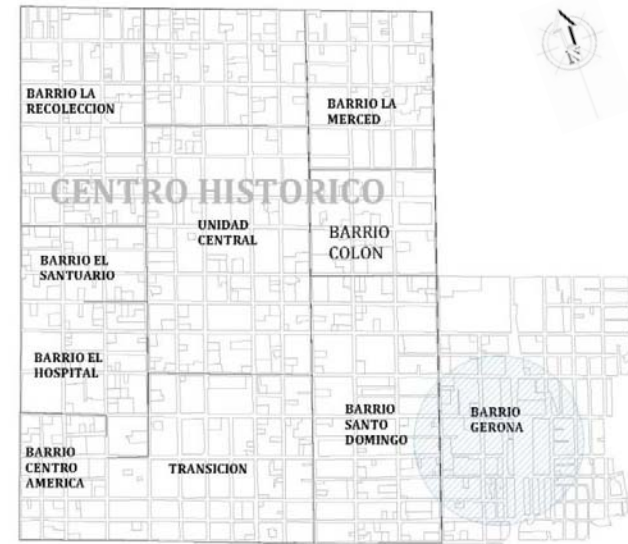 BARRIO LA
RECOLECCION
BARRIO LA
MERCED
CENTRO HISTORICO
UNIDAD
CENTRAL
BARRIO
COLÓN
BARRIO EL
SANTUARIO
BARRIO EL
HOSPITAL
BARRIO
SANTO
DOMINGO
BARRIO
GERONA
BARRIO
CENTRO
AMERICA
TRANSICION
N